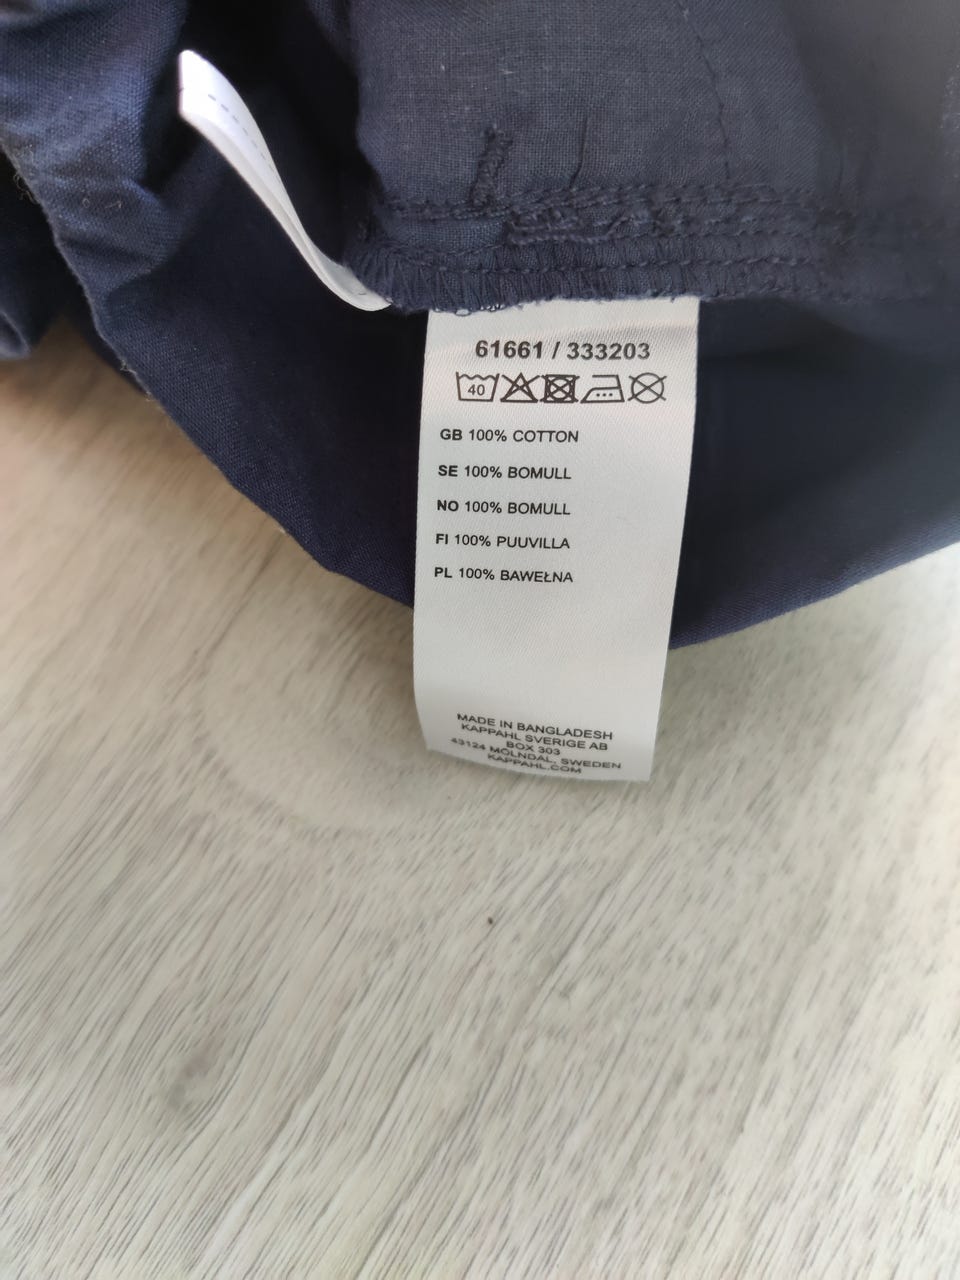 61661 / 333203
40
GB 100% COTTON
SE 100% BOMULL
NO 100% BOMULL
FI 100% PUUVILLA
PL 100% BAWEŁNA
MADE IN BANGLADESH
KAPPAHL SVERIGE AB
BOX 303
43124 MÖLNDAL, SWEDEN
KAPPAHL.COM